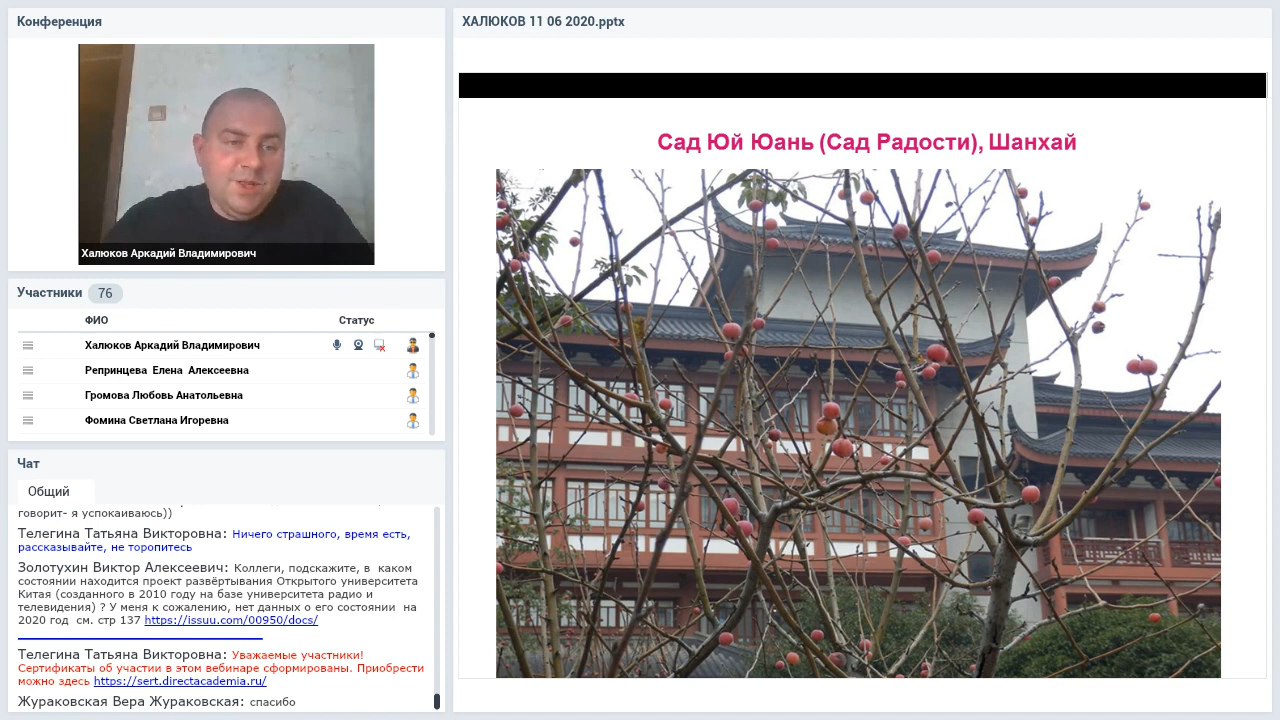 Конференция
Халюков Аркадий Владимирович
Участники 76
ФИО Статус
Халюков Аркадий Владимирович
Репринцева Елена Алексеевна
Громова Любовь Анатольевна
Фомина Светлана Игоревна
Чат
Общий
говорит- я успокаиваюсь))
Телегина Татьяна Викторовна: Ничего страшного, время есть,
рассказывайте, не торопитесь
Золотухин Виктор Алексеевич: Коллеги, подскажите, в каком
состоянии находится проект развёртывания Открытого университета
Китая (созданного в 2010 году на базе университета радио и
телевидения) ? У меня к сожалению, нет данных о его состоянии на
2020 год см. стр 137 https://issuu.com/00950/docs/
Телегина Татьяна Викторовна: Уважаемые участники!
Сертификаты об участии в этом вебинаре сформированы. Приобрести
можно здесь https://sert.directacademia.ru/
Жураковская Вера Жураковская: спасибо
ХАЛЮКОВ 11 06 2020.pptx
Сад Юй Юань (Сад Радости), Шанхай